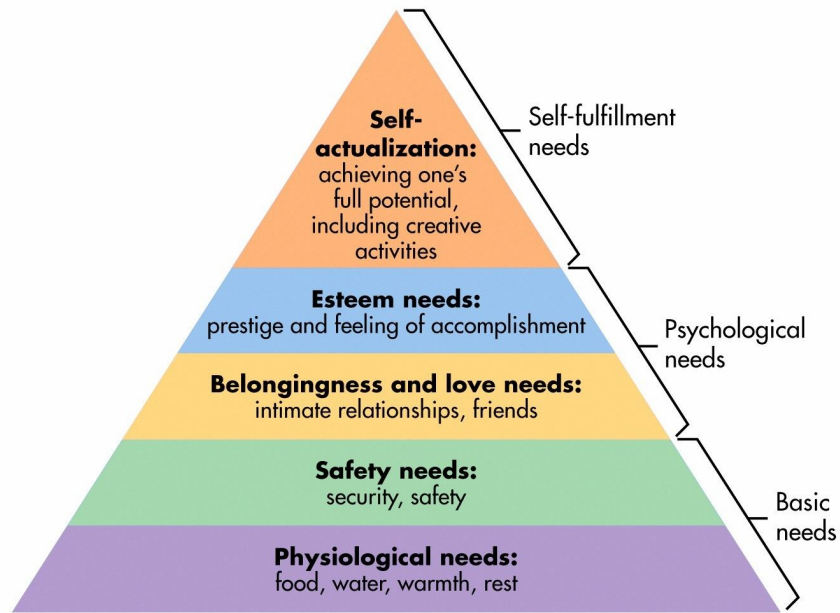 Self-
actualization:
achieving one's
full potential,
including creative
activities
Self-fulfillment
needs
Esteem needs:
prestige and feeling of accomplishment
Psychological
needs
Belongingness and love needs:
intimate relationships, friends
Safety needs:
security, safety
Basic
needs
Physiological needs:
food, water, warmth, rest